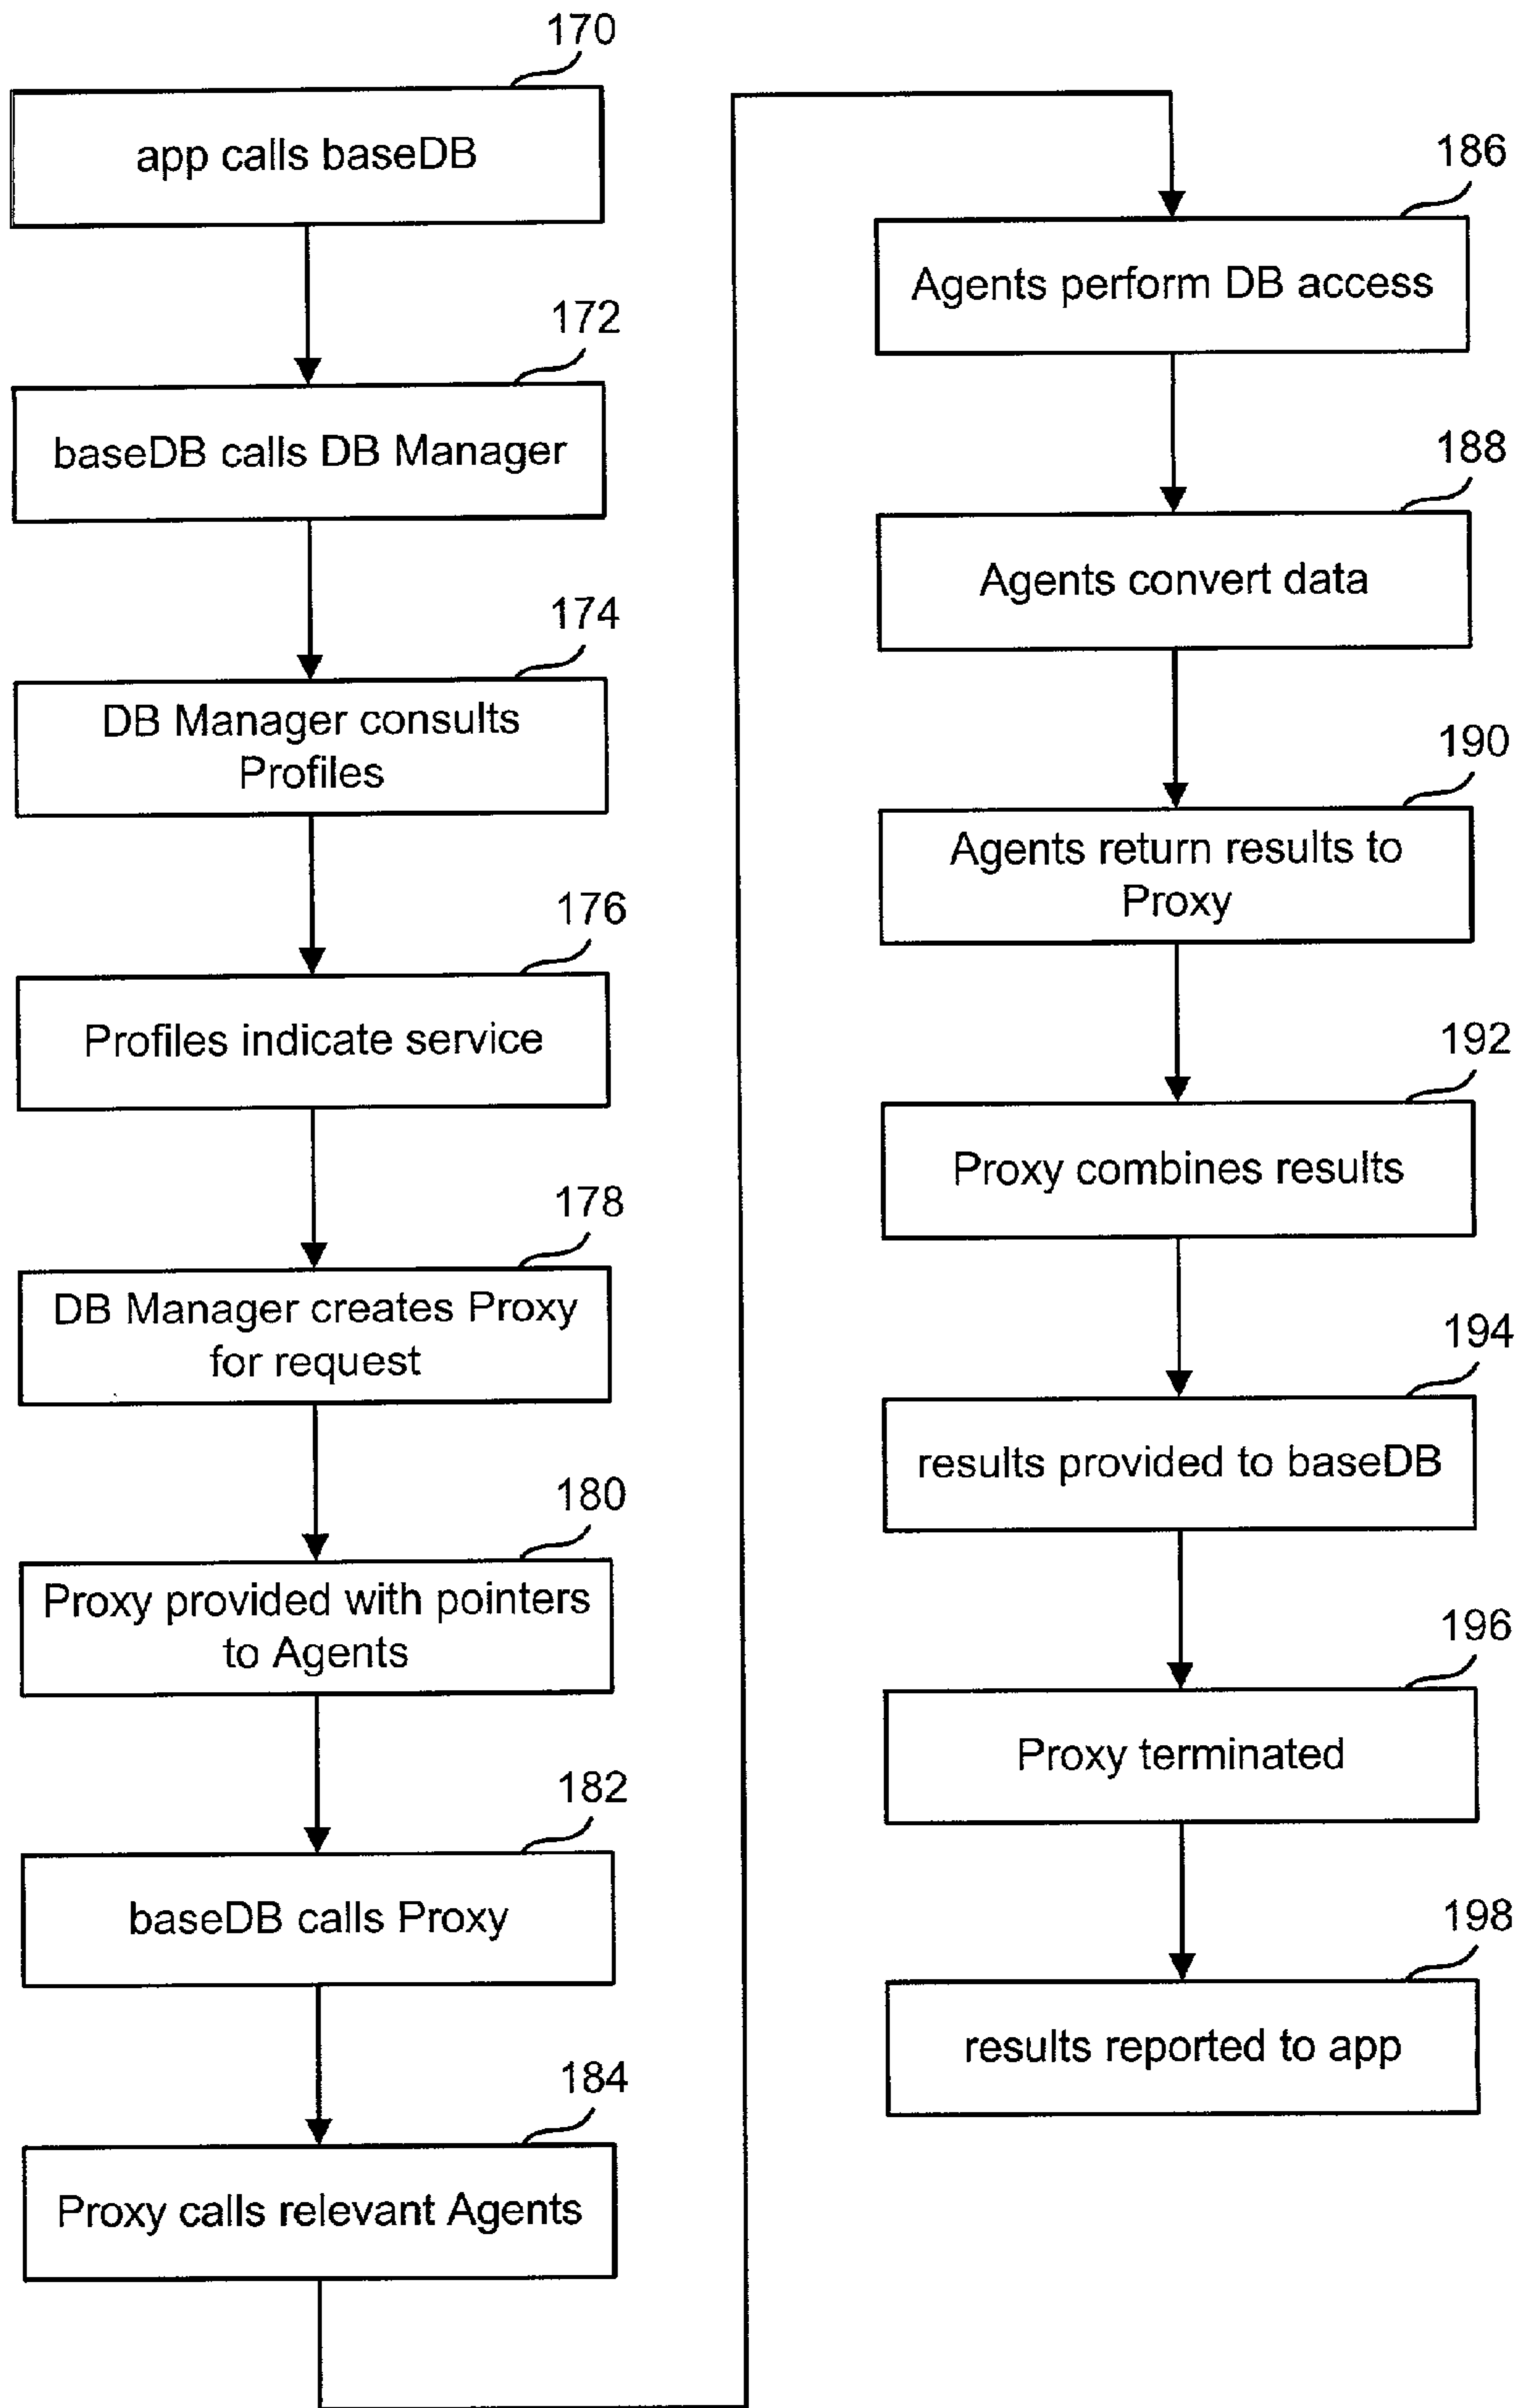 170
app calls baseDB
172
baseDB calls DB Manager
174
DB Manager consults
Profiles
176
Profiles indicate service
178
DB Manager creates Proxy
for request
180
Proxy provided with pointers
to Agents
182
baseDB calls Proxy
184
Proxy calls relevant Agents
186
Agents perform DB access
188
Agents convert data
190
Agents return results to
Proxy
192
Proxy combines results
194
results provided to baseDB
196
Proxy terminated
198
results reported to app